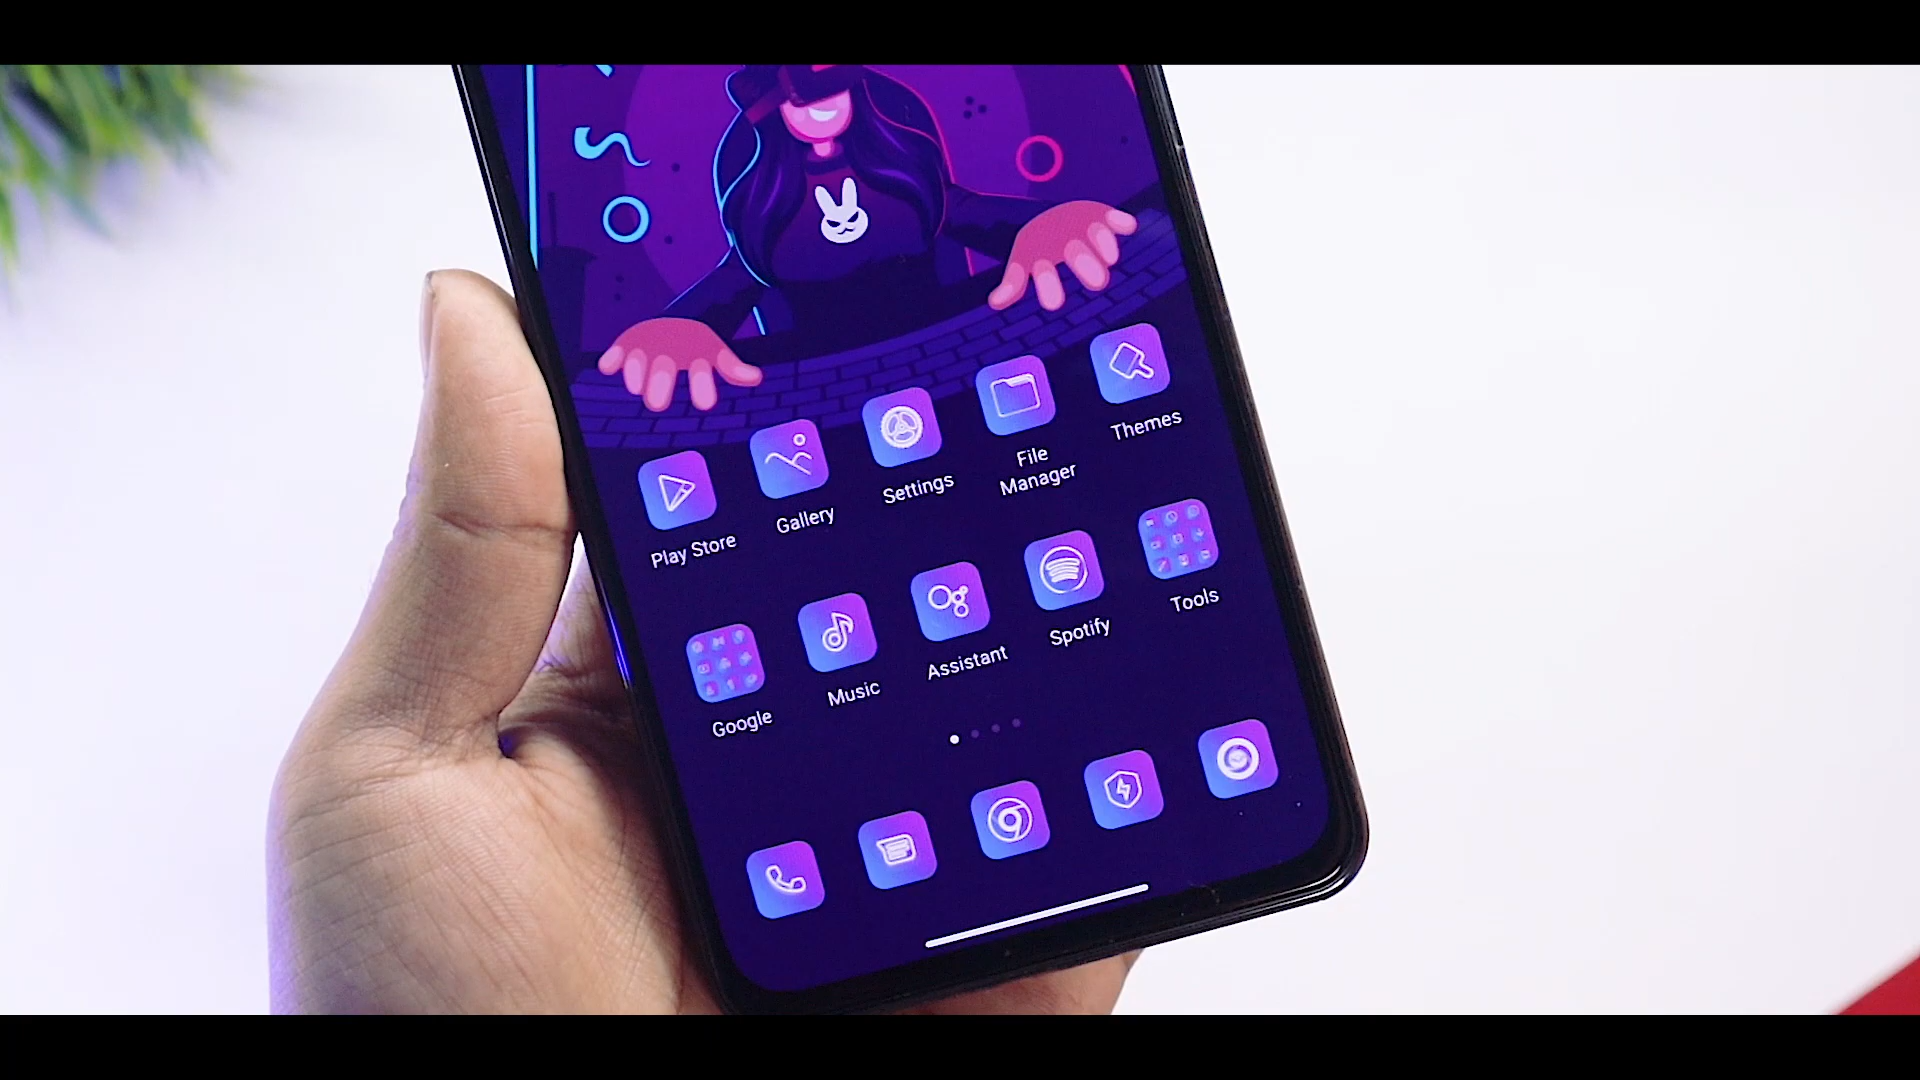 Play Store
Gallery
Settings
File
Manager
Themes
Google
Music
Assistant
Spotify
Tools